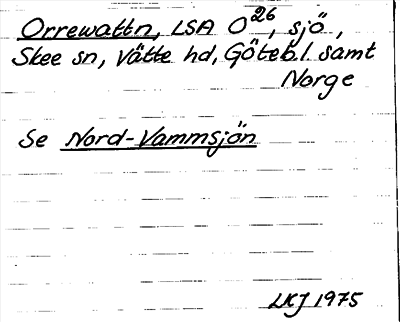 Orrewattn, LSA O²⁶, sjö,
Skee sn, Vätte hd, Göteb.l samt
Norge
Se Nord-Vammsjön
LKJ 1975